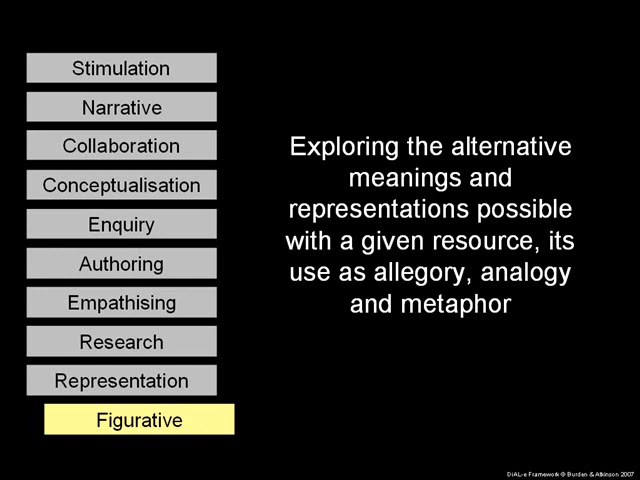 Stimulation
Narrative
Collaboration
Conceptualisation
Enquiry
Authoring
Empathising
Research
Representation
Figurative
Exploring the alternative
meanings and
representations possible
with a given resource, its
use as allegory, analogy
and metaphor
DiAL-e Framework © Burden & Atkinson 2007